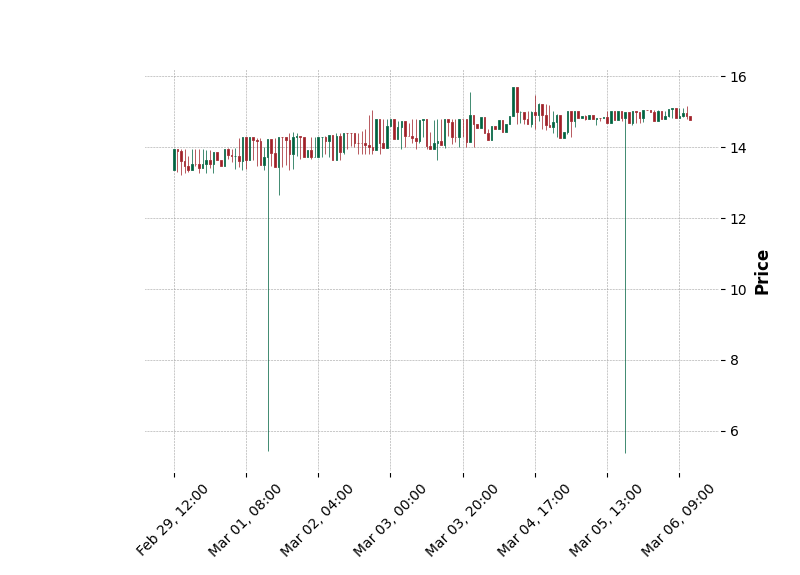 16
14
12
10
8
6
Price
Feb 29, 12:00
Mar 01, 08:00
Mar 02, 04:00
Mar 03, 00:00
Mar 03, 20:00
Mar 04, 17:00
Mar 05, 13:00
Mar 06, 09:00